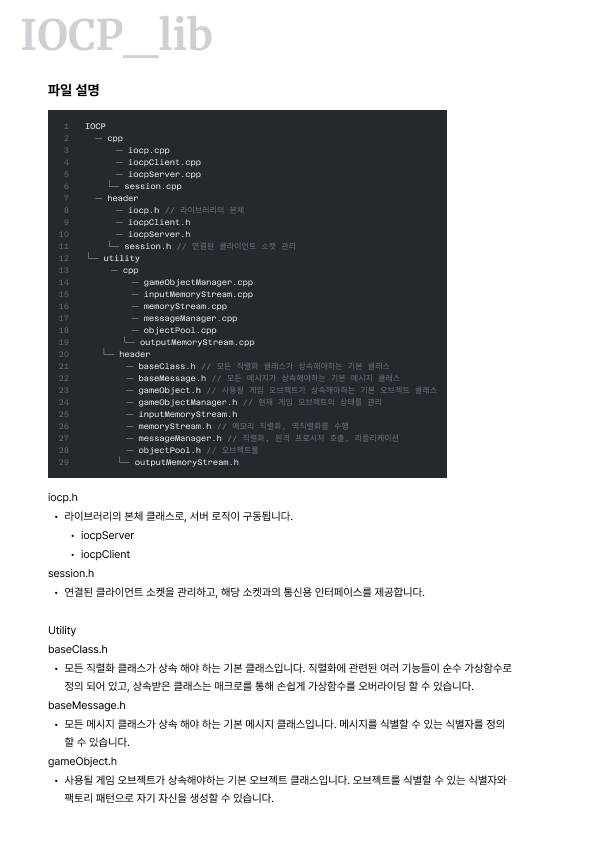 IOCP_lib
파일 설명
1 IOCP
2 — cpp
3 — iocp.cpp
4 — iocpClient.cpp
5 — iocpServer.cpp
6 └─ session.cpp
7 — header
8 — iocp.h // 라이브러리의 본체
9 — iocpClient.h
10 — iocpServer.h
11 └─ session.h // 연결된 클라이언트 소켓 관리
12 └─ utility
13 — cpp
14 — gameObjectManager.cpp
15 — inputMemoryStream.cpp
16 — memoryStream.cpp
17 — messageManager.cpp
18 — objectPool.cpp
19 └─ outputMemoryStream.cpp
20 └─ header
21 — baseClass.h // 모든 직렬화 클래스가 상속해야하는 기본 클래스
22 — baseMessage.h // 모든 메시지가 상속해야하는 기본 메시지 클래스
23 — gameObject.h // 사용될 게임 오브젝트가 상속해야하는 기본 오브젝트 클래스
24 — gameObjectManager.h // 현재 게임 오브젝트의 상태를 관리
25 — inputMemoryStream.h
26 — memoryStream.h // 메모리 직렬화, 역직렬화를 수행
27 — messageManager.h // 직렬화, 원격 프로시저 호출, 리플리케이션
28 — objectPool.h // 오브젝트풀
29 └─ outputMemoryStream.h
iocp.h
• 라이브러리의 본체 클래스로, 서버 로직이 구동됩니다.
• iocpServer
• iocpClient
session.h
• 연결된 클라이언트 소켓을 관리하고, 해당 소켓과의 통신용 인터페이스를 제공합니다.
Utility
baseClass.h
• 모든 직렬화 클래스가 상속 해야 하는 기본 클래스입니다. 직렬화에 관련된 여러 기능들이 순수 가상함수로
정의 되어 있고, 상속받은 클래스는 매크로를 통해 손쉽게 가상함수를 오버라이딩 할 수 있습니다.
baseMessage.h
• 모든 메시지 클래스가 상속 해야 하는 기본 메시지 클래스입니다. 메시지를 식별할 수 있는 식별자를 정의
할 수 있습니다.
gameObject.h
• 사용될 게임 오브젝트가 상속해야하는 기본 오브젝트 클래스입니다. 오브젝트를 식별할 수 있는 식별자와
팩토리 패턴으로 자기 자신을 생성할 수 있습니다.